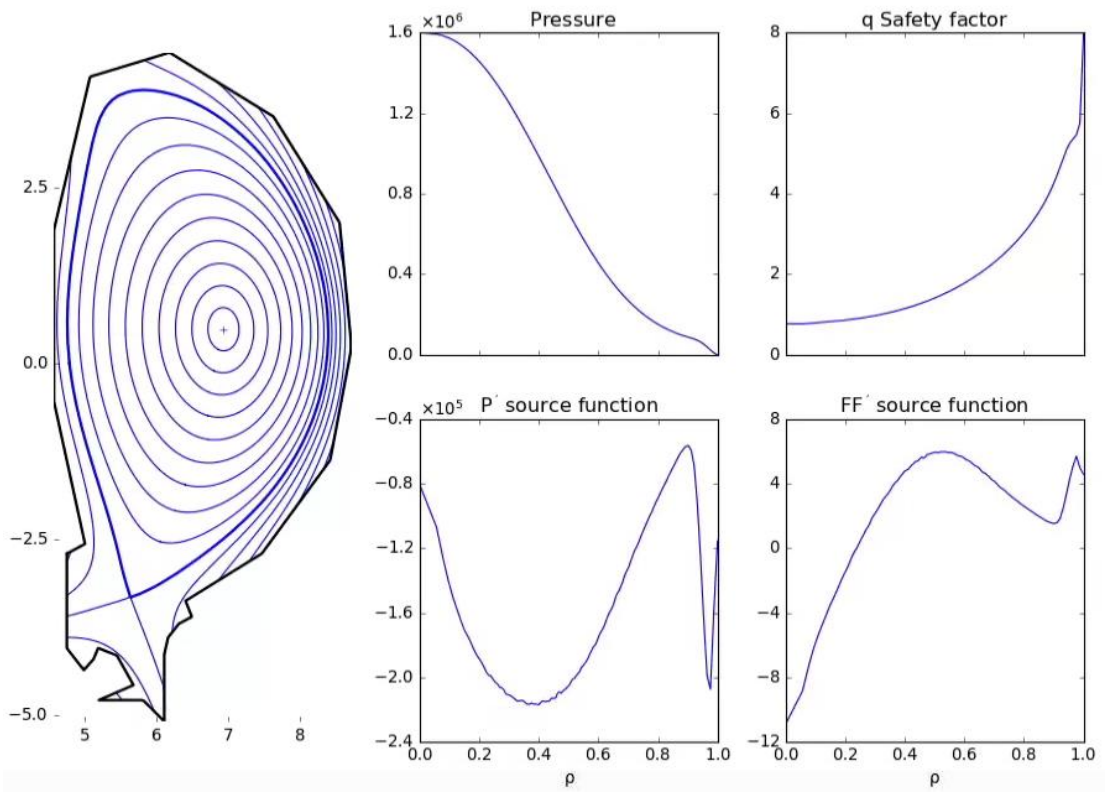 2.5
0.0
−2.5
−5.0
5 6 7 8
×10⁶ Pressure
1.6
1.2
0.8
0.4
0.0
q Safety factor
8
6
4
2
0
×10⁵ P′ source function
−0.4
−0.8
−1.2
−1.6
−2.0
−2.4
0.0 0.2 0.4 0.6 0.8 1.0
ρ
FF′ source function
8
4
0
−4
−8
−12
0.0 0.2 0.4 0.6 0.8 1.0
ρ